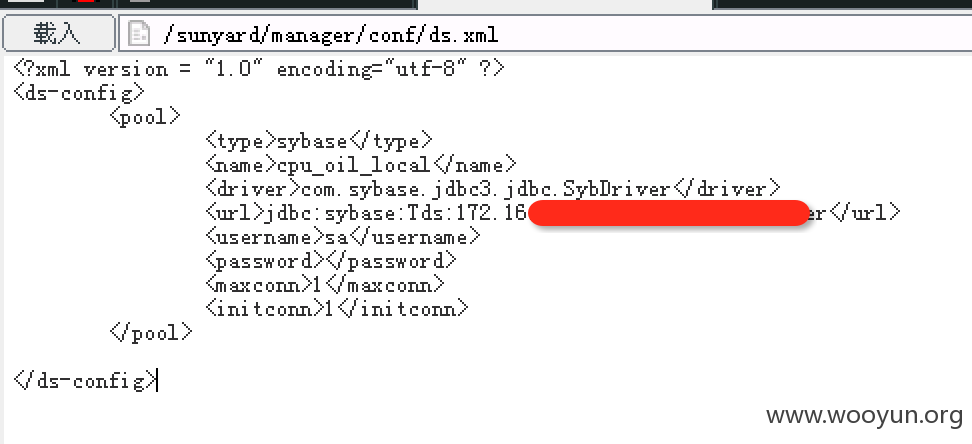 載入
/sunyard/manager/conf/ds.xml
<?xml version = "1.0" encoding="utf-8" ?>
<ds-config>
<pool>
<type>sybase</type>
<name>cpu_oil_local</name>
<driver>com.sybase.jdbc3.jdbc.SybDriver</driver>
<url>jdbc:sybase:Tds:172.16 er</url>
<username>sa</username>
<password></password>
<maxconn>1</maxconn>
<initconn>1</initconn>
</pool>
</ds-config>
www.wooyun.org